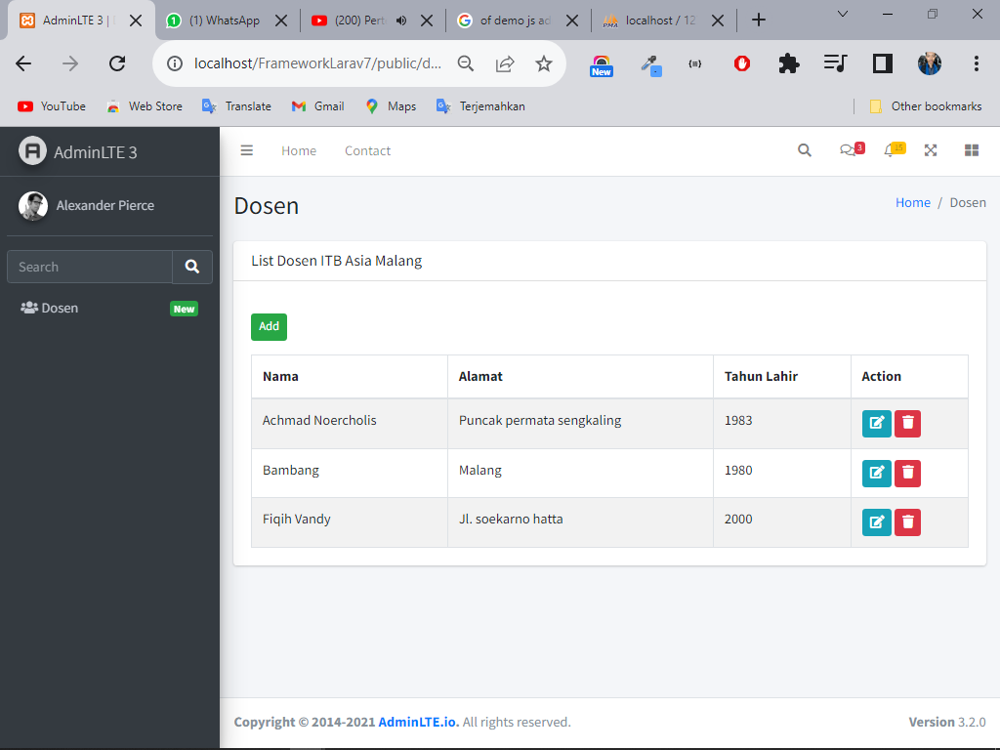 AdminLTE 3 |
(1) WhatsApp
(200) Pert
of demo js ad
localhost / 12
localhost/FrameworkLarav7/public/d...
New
YouTube
Web Store
Translate
Gmail
Maps
Terjemahkan
Other bookmarks
AdminLTE 3
Home
Contact
3
15
Alexander Pierce
Dosen
Home / Dosen
Search
Dosen
New
List Dosen ITB Asia Malang
Add
Nama Alamat Tahun Lahir Action
Achmad Noercholis Puncak permata sengkaling 1983
Bambang Malang 1980
Fiqih Vandy Jl. soekarno hatta 2000
Copyright © 2014-2021 AdminLTE.io. All rights reserved.
Version 3.2.0